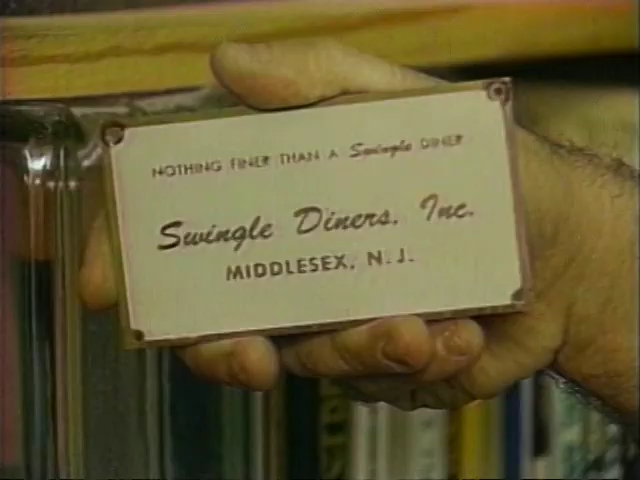 NOTHING FINER THAN A Swingle DINER
Swingle Diners, Inc.
MIDDLESEX, N. J.